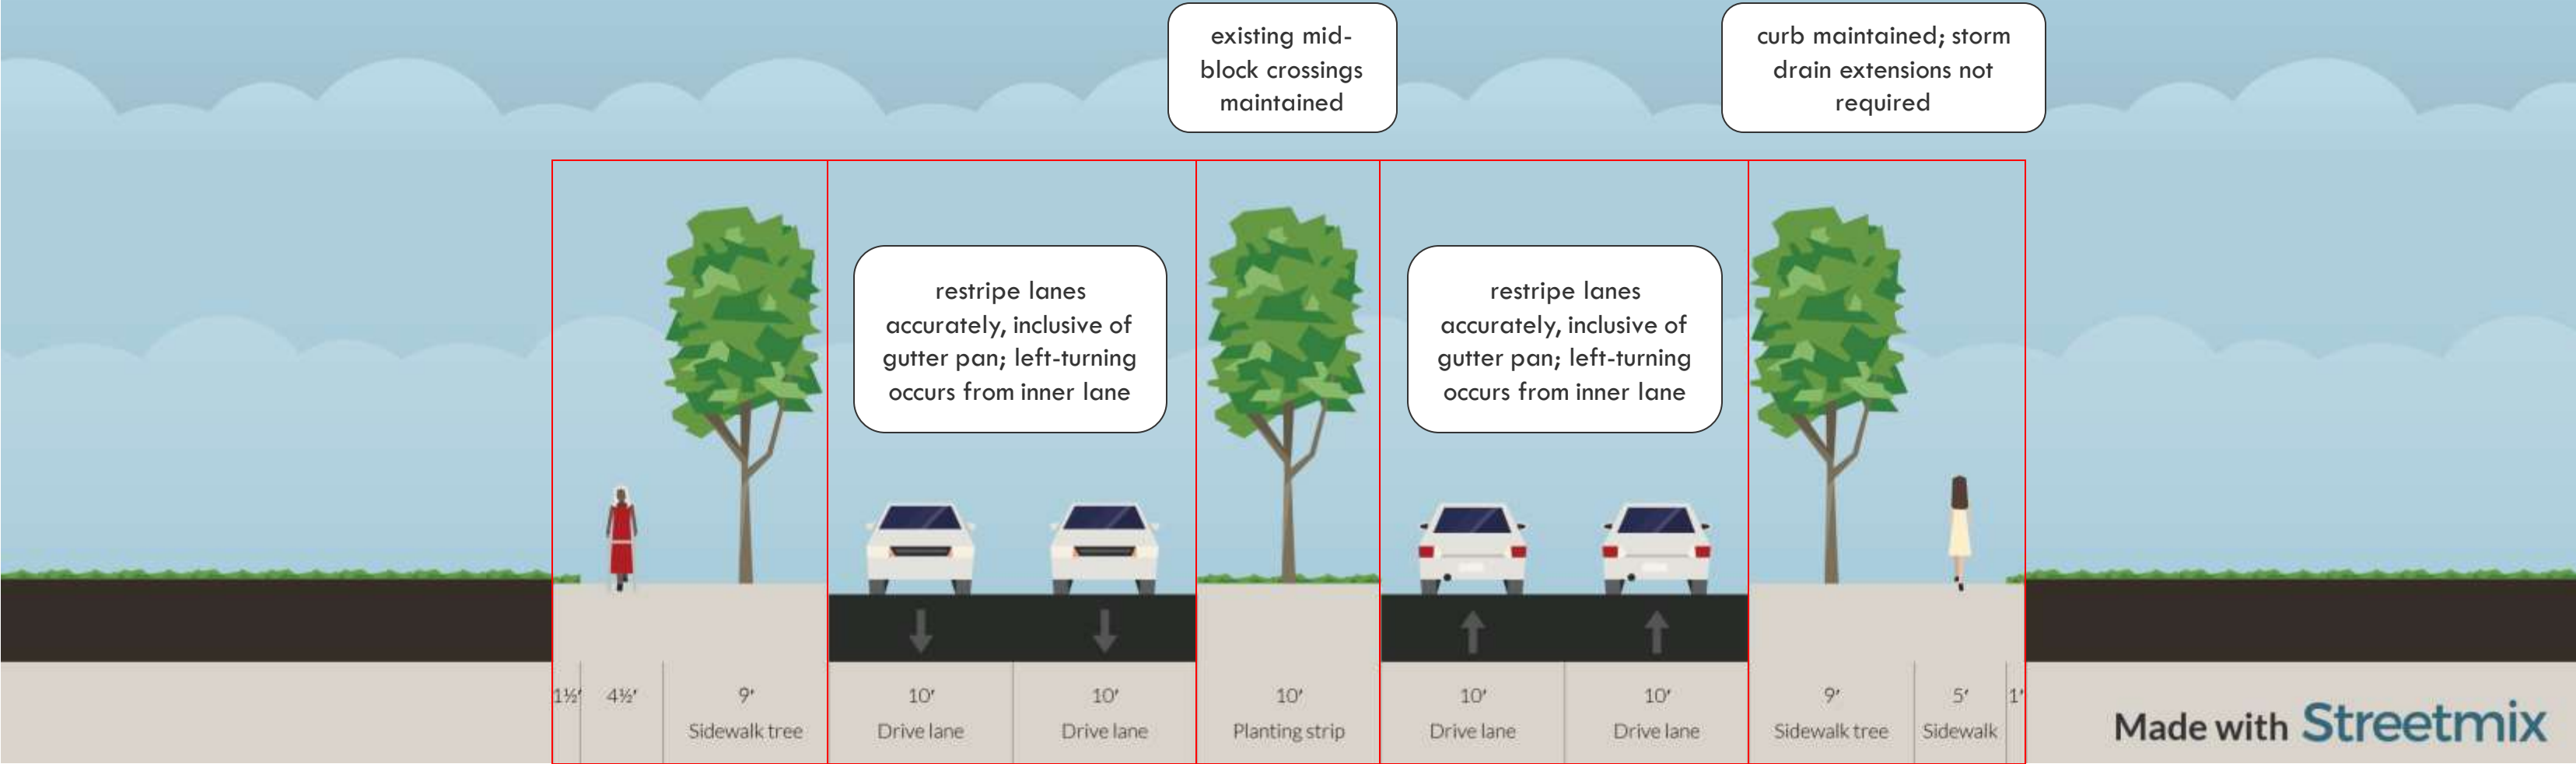 existing mid-
block crossings
maintained
curb maintained; storm
drain extensions not
required
restripe lanes
accurately, inclusive of
gutter pan; left-turning
occurs from inner lane
restripe lanes
accurately, inclusive of
gutter pan; left-turning
occurs from inner lane
1½' 4½' 9' 10' 10' 10' 10' 10' 9' 5' 1'
Sidewalk tree Drive lane Drive lane Planting strip Drive lane Drive lane Sidewalk tree Sidewalk
Made with Streetmix